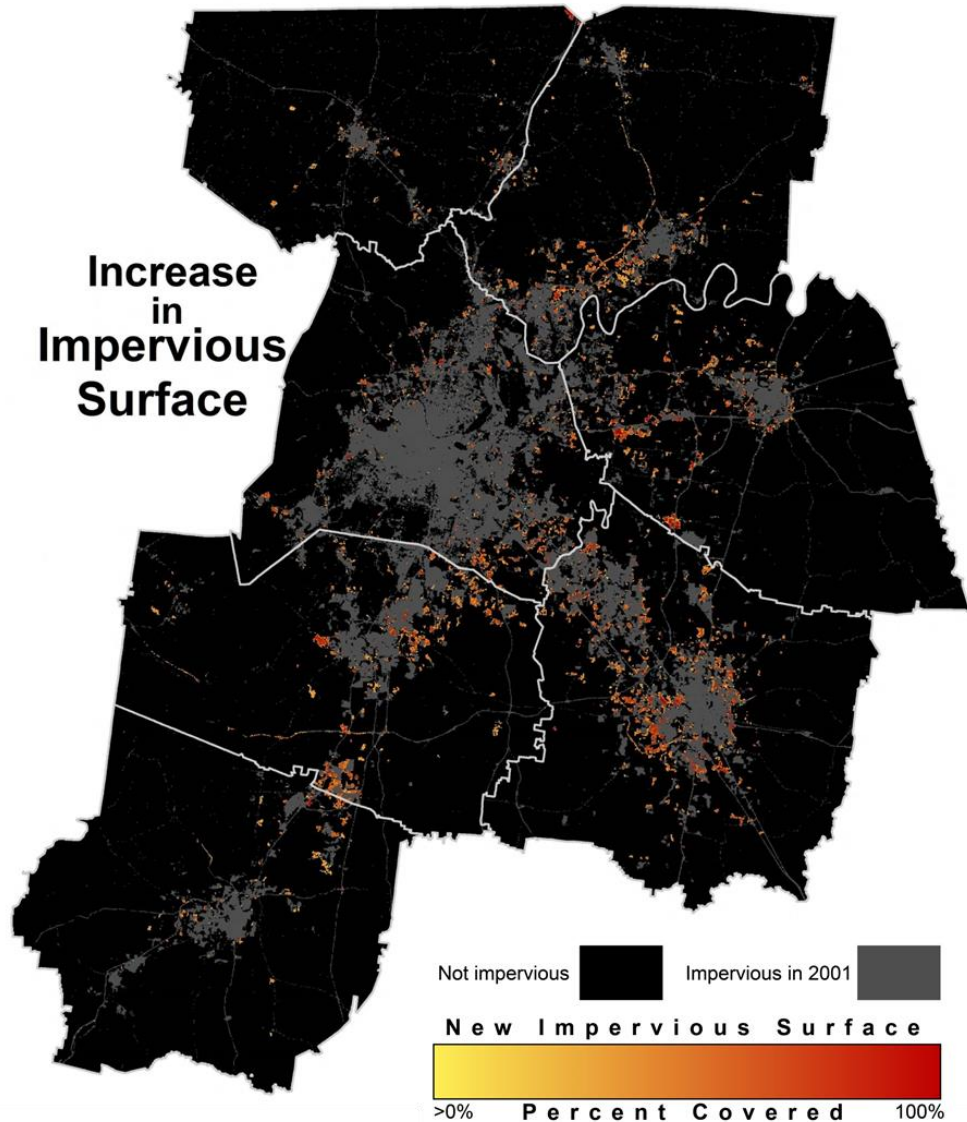 Increase
in
Impervious
Surface
Not impervious
Impervious in 2001
New Impervious Surface
>0% Percent Covered 100%